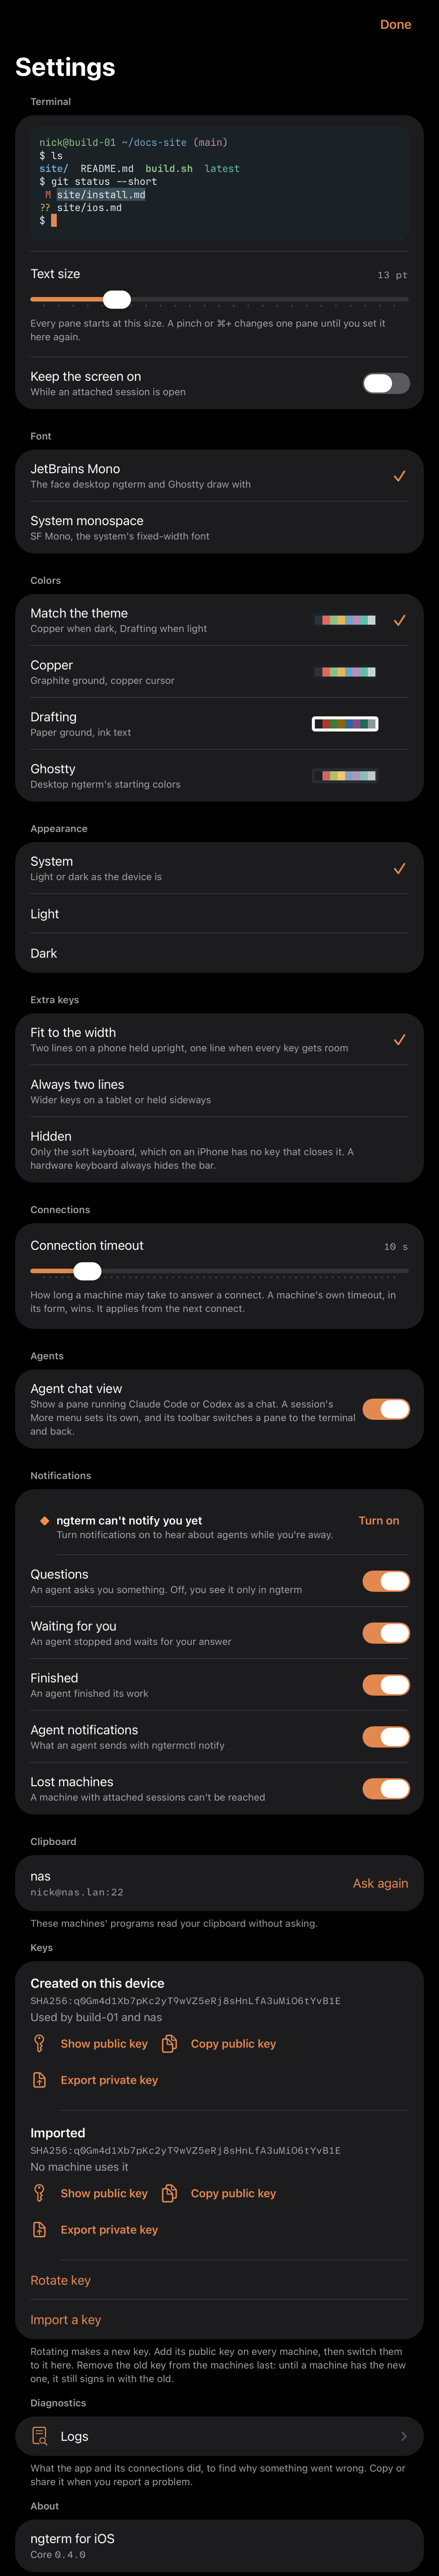 Done
Settings
Terminal
nick@build-01 ~/docs-site (main)
$ ls
site/  README.md  build.sh  latest
$ git status --short
 M site/install.md
?? site/ios.md
$
Text size
13 pt
Every pane starts at this size. A pinch or ⌘+ changes one pane until you set it
here again.
Keep the screen on
While an attached session is open
Font
JetBrains Mono
The face desktop ngterm and Ghostty draw with
System monospace
SF Mono, the system's fixed-width font
Colors
Match the theme
Copper when dark, Drafting when light
Copper
Graphite ground, copper cursor
Drafting
Paper ground, ink text
Ghostty
Desktop ngterm's starting colors
Appearance
System
Light or dark as the device is
Light
Dark
Extra keys
Fit to the width
Two lines on a phone held upright, one line when every key gets room
Always two lines
Wider keys on a tablet or held sideways
Hidden
Only the soft keyboard, which on an iPhone has no key that closes it. A
hardware keyboard always hides the bar.
Connections
Connection timeout
10 s
How long a machine may take to answer a connect. A machine's own timeout, in
its form, wins. It applies from the next connect.
Agents
Agent chat view
Show a pane running Claude Code or Codex as a chat. A session's
More menu sets its own, and its toolbar switches a pane to the terminal
and back.
Notifications
ngterm can't notify you yet
Turn on
Turn notifications on to hear about agents while you're away.
Questions
An agent asks you something. Off, you see it only in ngterm
Waiting for you
An agent stopped and waits for your answer
Finished
An agent finished its work
Agent notifications
What an agent sends with ngtermctl notify
Lost machines
A machine with attached sessions can't be reached
Clipboard
nas
nick@nas.lan:22
Ask again
These machines' programs read your clipboard without asking.
Keys
Created on this device
SHA256:q0Gm4d1Xb7pKc2yT9wVZ5eRj8sHnLfA3uMiO6tYvB1E
Used by build-01 and nas
Show public key
Copy public key
Export private key
Imported
SHA256:q0Gm4d1Xb7pKc2yT9wVZ5eRj8sHnLfA3uMiO6tYvB1E
No machine uses it
Show public key
Copy public key
Export private key
Rotate key
Import a key
Rotating makes a new key. Add its public key on every machine, then switch them
to it here. Remove the old key from the machines last: until a machine has the new
one, it still signs in with the old.
Diagnostics
Logs
What the app and its connections did, to find why something went wrong. Copy or
share it when you report a problem.
About
ngterm for iOS
Core 0.4.0